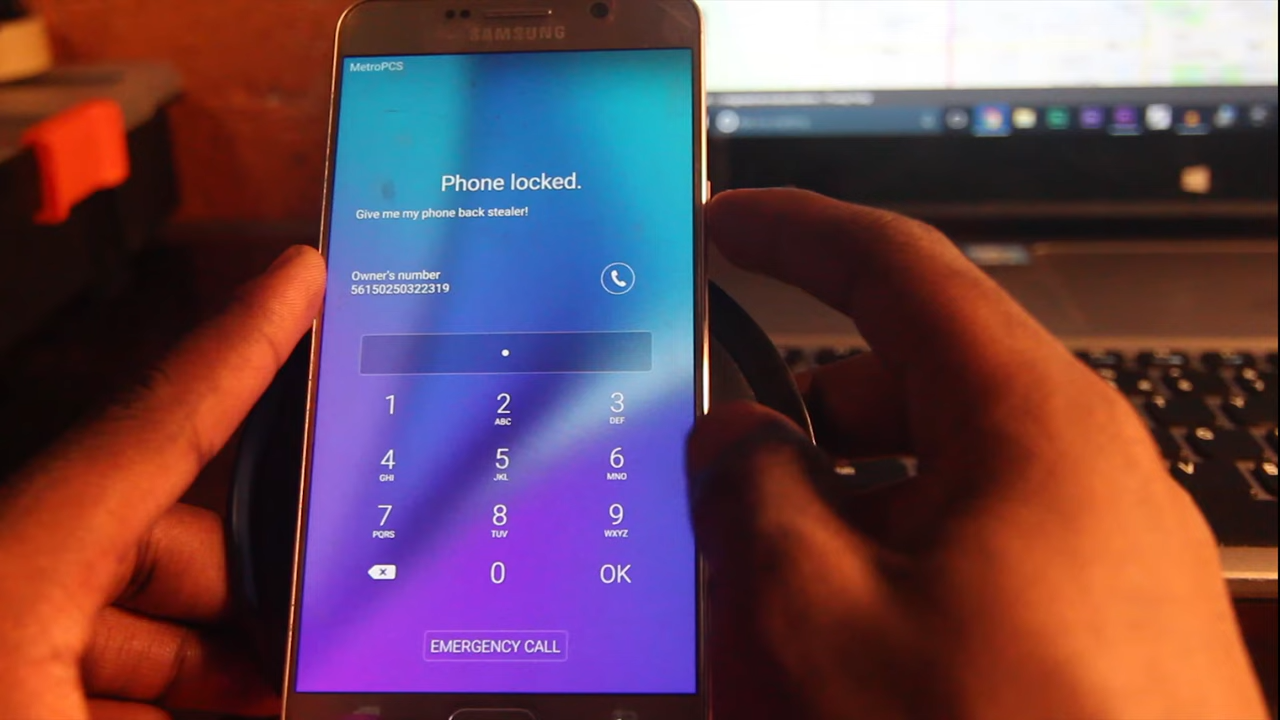 SAMSUNG
MetroPCS
Phone locked.
Give me my phone back stealer!
Owner's number
56150250322319
1
2
3
ABC
DEF
4
5
6
GHI
JKL
MNO
7
8
9
PQRS
TUV
WXYZ
0
OK
EMERGENCY CALL